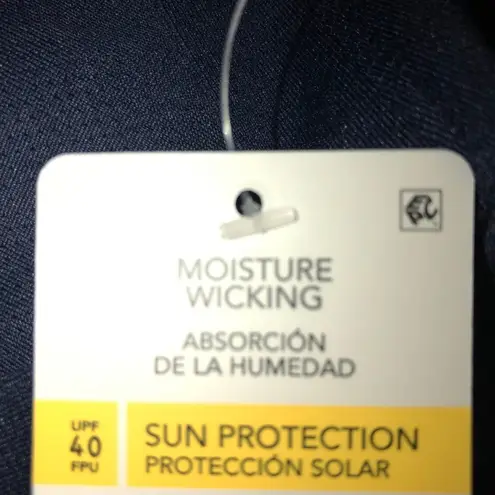 MOISTURE
WICKING
ABSORCIÓN
DE LA HUMEDAD
UPF
40
FPU
SUN PROTECTION
PROTECCIÓN SOLAR